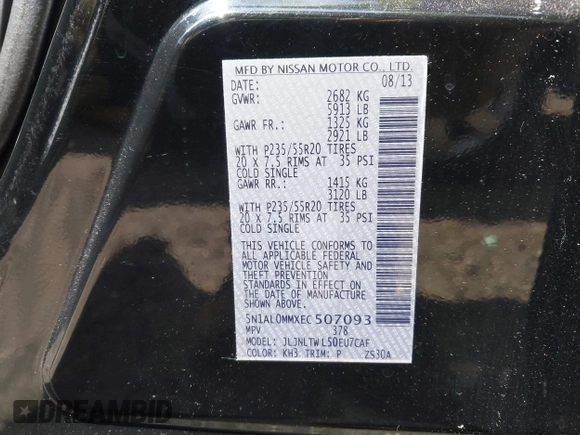 MFD BY NISSAN MOTOR CO., LTD.
DATE: 08/13
GVWR: 2682 KG
5913 LB
GAWR FR.: 1325 KG
2921 LB
WITH P235/55R20 TIRES
20 X 7.5 RIMS AT 35 PSI
COLD SINGLE
GAWR RR.: 1415 KG
3120 LB
WITH P235/55R20 TIRES
20 X 7.5 RIMS AT 35 PSI
COLD SINGLE
THIS VEHICLE CONFORMS TO
ALL APPLICABLE FEDERAL
MOTOR VEHICLE SAFETY AND
THEFT PREVENTION
STANDARDS IN EFFECT ON
THE DATE OF MANUFACTURE
SHOWN ABOVE.
5N1AL0MMXEC507093
MPV 378
MODEL: JLJNLTWL50EU7CAF
COLOR: KH3 TRIM: P ZS30A
DREAMBID